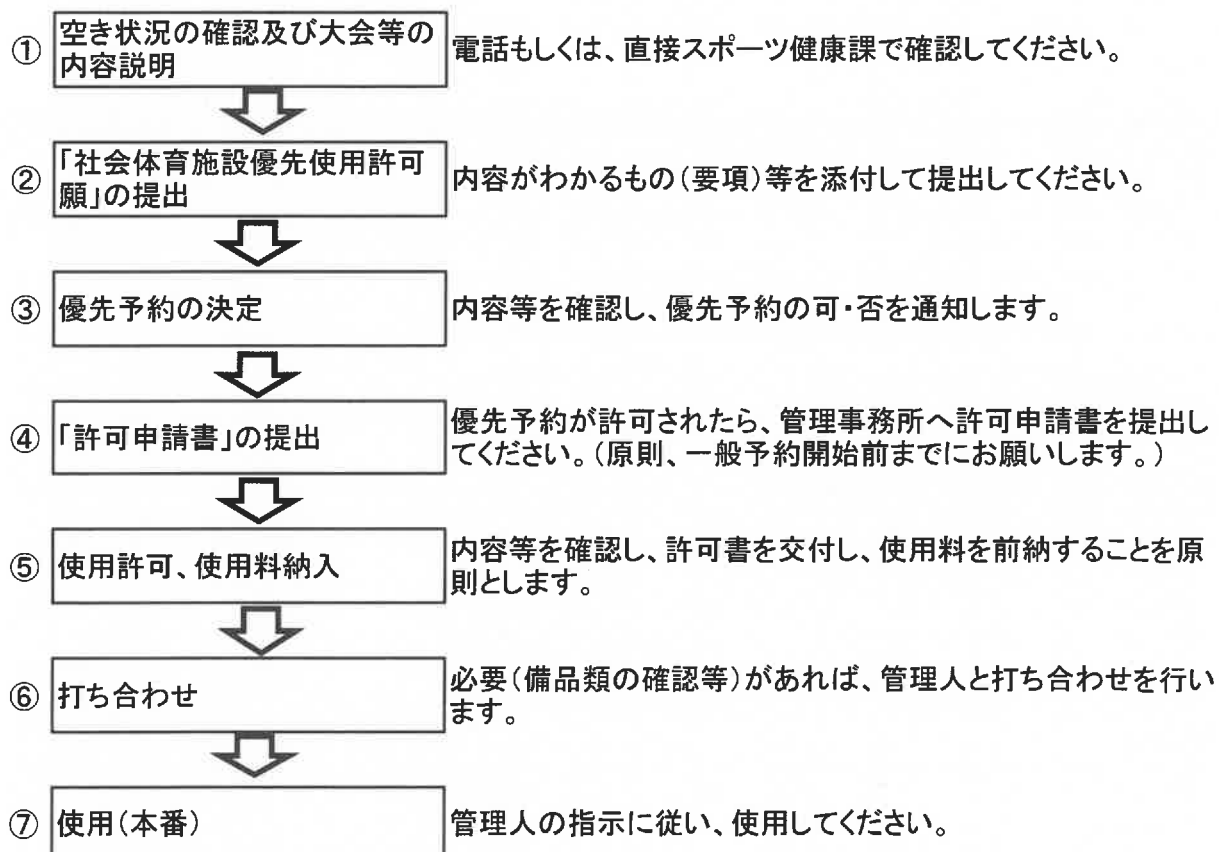 ① 空き状況の確認及び大会等の
内容説明
電話もしくは、直接スポーツ健康課で確認してください。
② 「社会体育施設優先使用許可
願」の提出
内容がわかるもの(要項)等を添付して提出してください。
③ 優先予約の決定
内容等を確認し、優先予約の可・否を通知します。
④ 「許可申請書」の提出
優先予約が許可されたら、管理事務所へ許可申請書を提出し
てください。(原則、一般予約開始前までにお願いします。)
⑤ 使用許可、使用料納入
内容等を確認し、許可書を交付し、使用料を前納することを原
則とします。
⑥ 打ち合わせ
必要(備品類の確認等)があれば、管理人と打ち合わせを行い
ます。
⑦ 使用(本番)
管理人の指示に従い、使用してください。